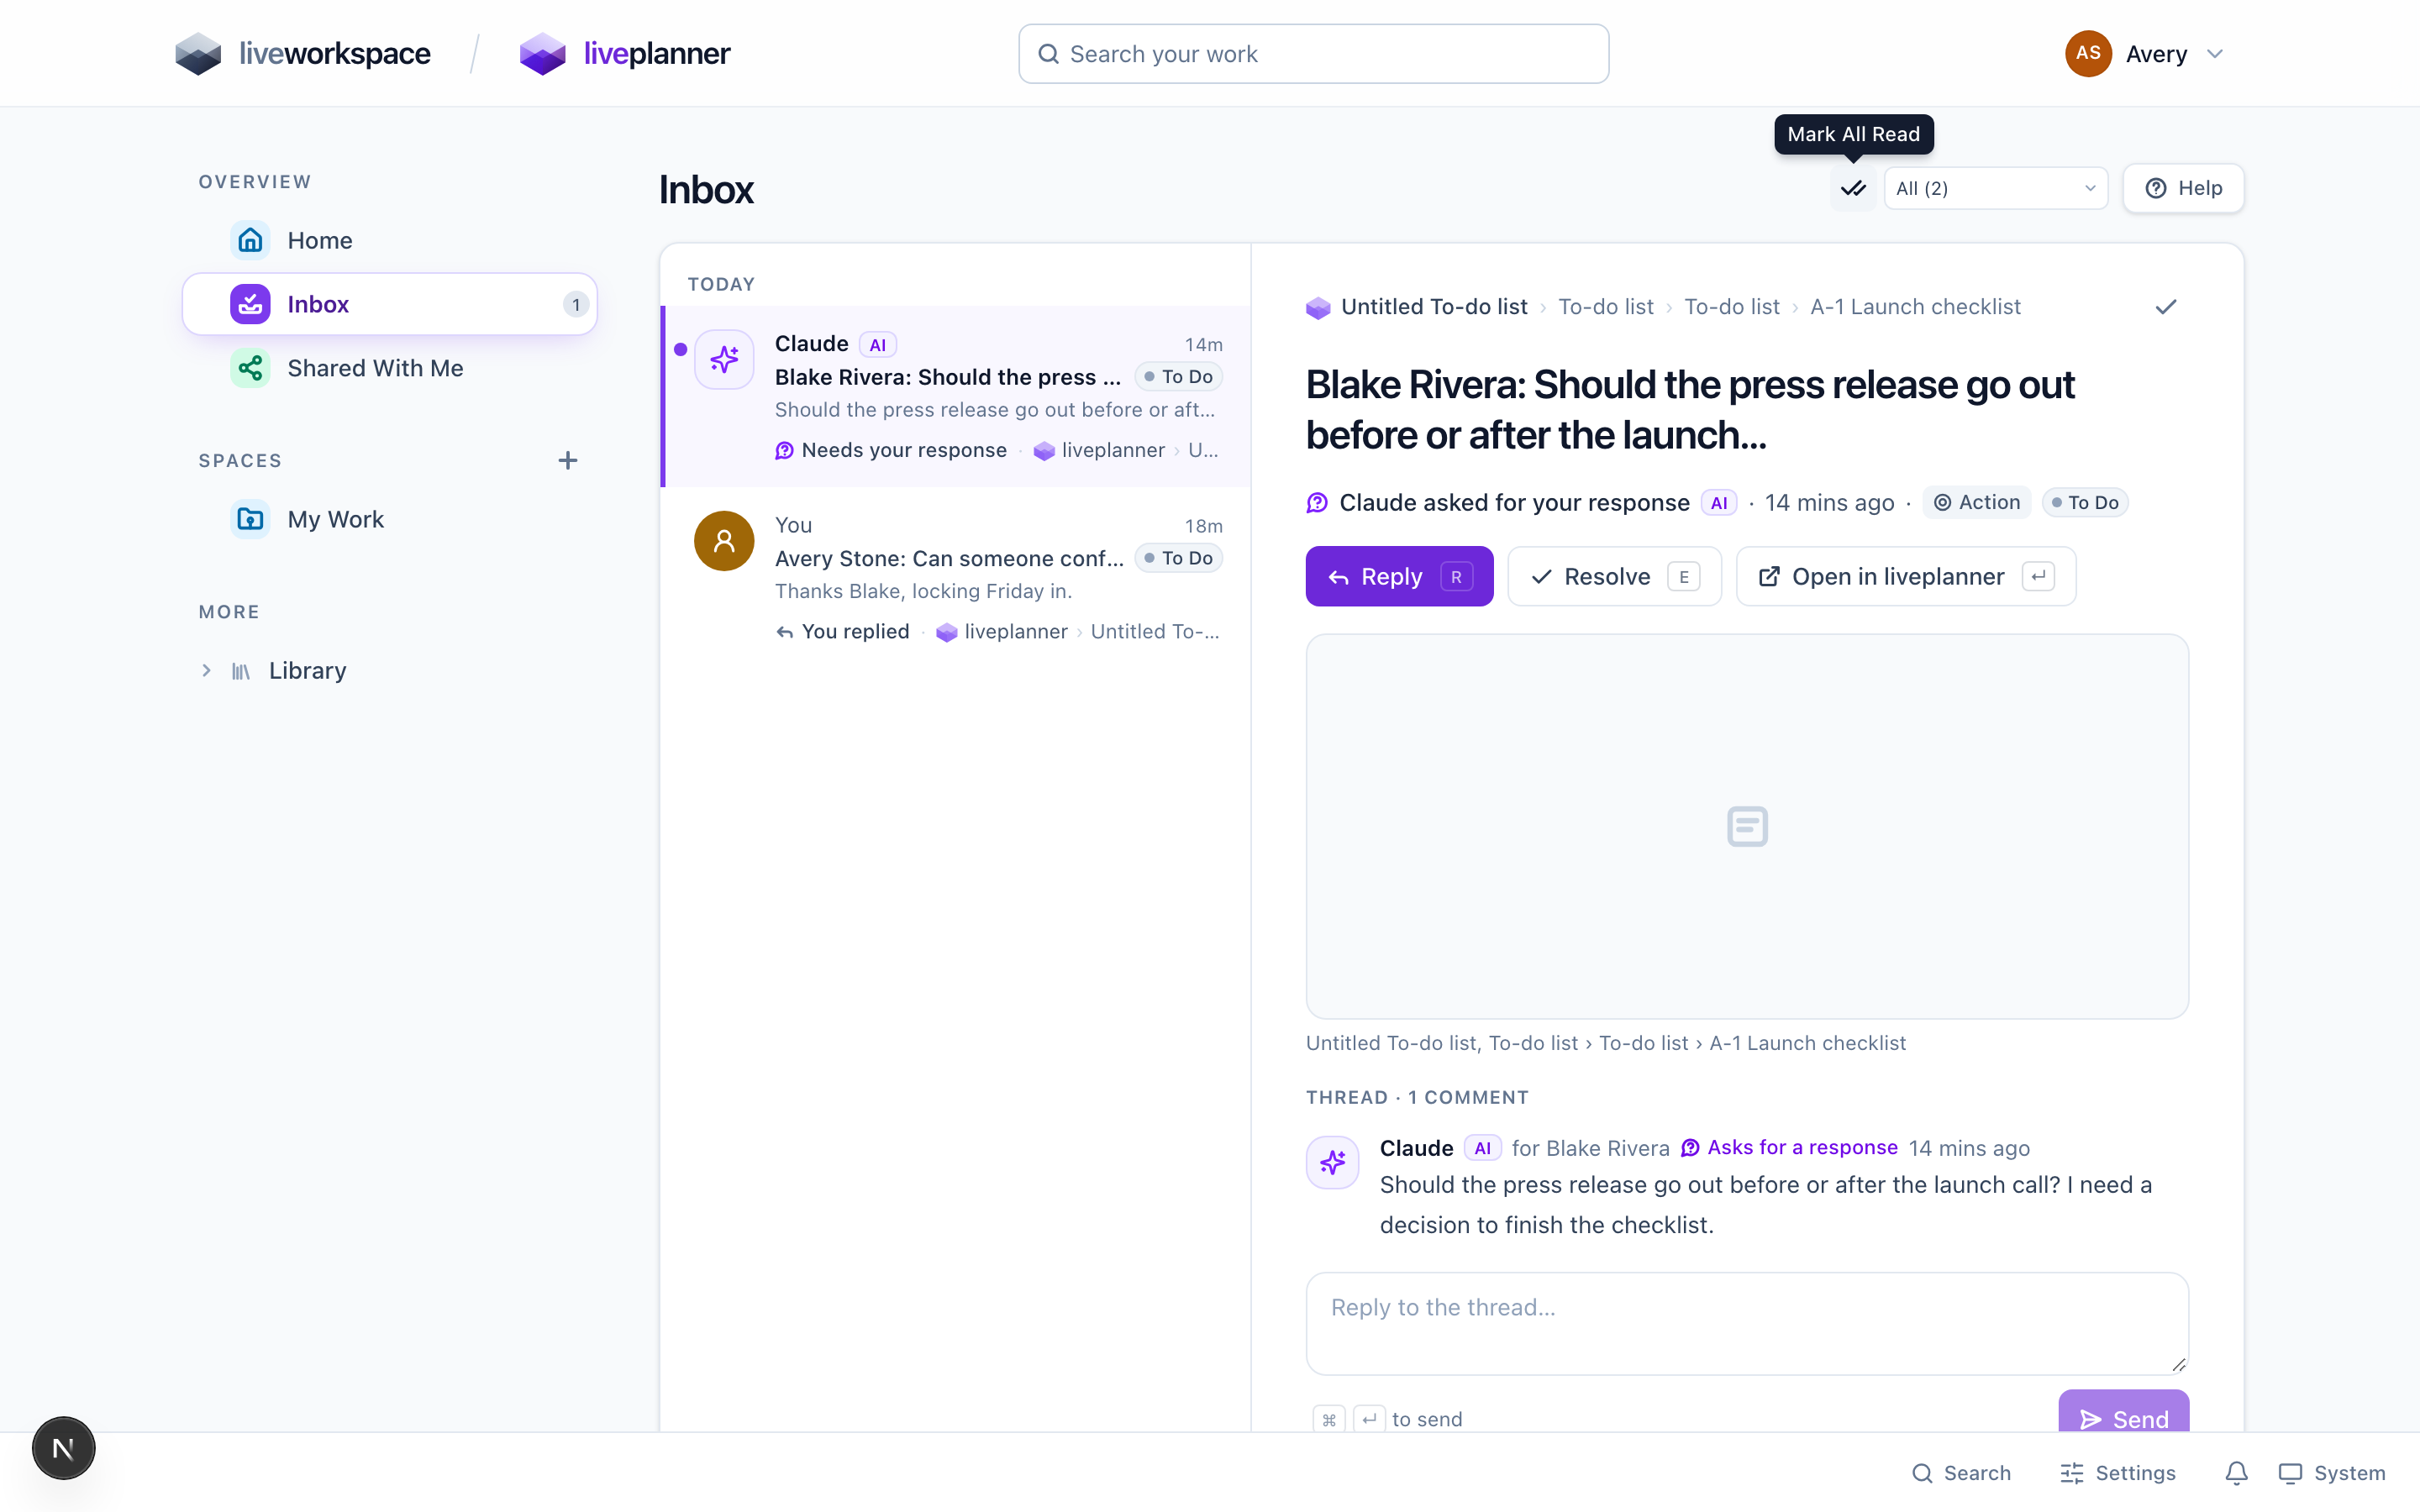 liveworkspace
liveplanner
Search your work
AS
Avery
Mark All Read
OVERVIEW
Home
Inbox
1
Shared With Me
SPACES
My Work
MORE
Library
Inbox
All (2)
Help
TODAY
Claude AI 14m
Blake Rivera: Should the press ... To Do
Should the press release go out before or aft...
Needs your response · liveplanner › U...
You 18m
Avery Stone: Can someone conf... To Do
Thanks Blake, locking Friday in.
You replied · liveplanner › Untitled To-...
Untitled To-do list › To-do list › To-do list › A-1 Launch checklist
Blake Rivera: Should the press release go out
before or after the launch...
Claude asked for your response AI · 14 mins ago · Action To Do
Reply R
Resolve E
Open in liveplanner ↵
Untitled To-do list, To-do list › To-do list › A-1 Launch checklist
THREAD · 1 COMMENT
Claude AI for Blake Rivera Asks for a response 14 mins ago
Should the press release go out before or after the launch call? I need a
decision to finish the checklist.
Reply to the thread...
⌘ ↵ to send
Send
N
Search
Settings
System